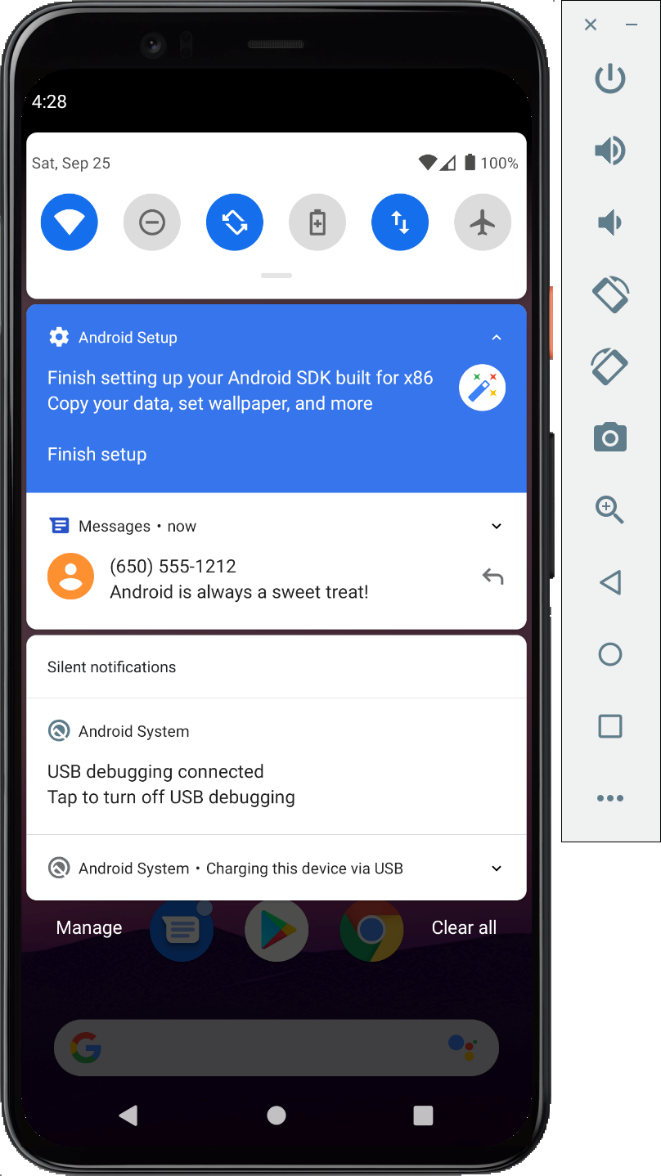 4:28
Sat, Sep 25
100%
Android Setup
Finish setting up your Android SDK built for x86
Copy your data, set wallpaper, and more
Finish setup
Messages • now
(650) 555-1212
Android is always a sweet treat!
Silent notifications
Android System
USB debugging connected
Tap to turn off USB debugging
Android System • Charging this device via USB
Manage
Clear all